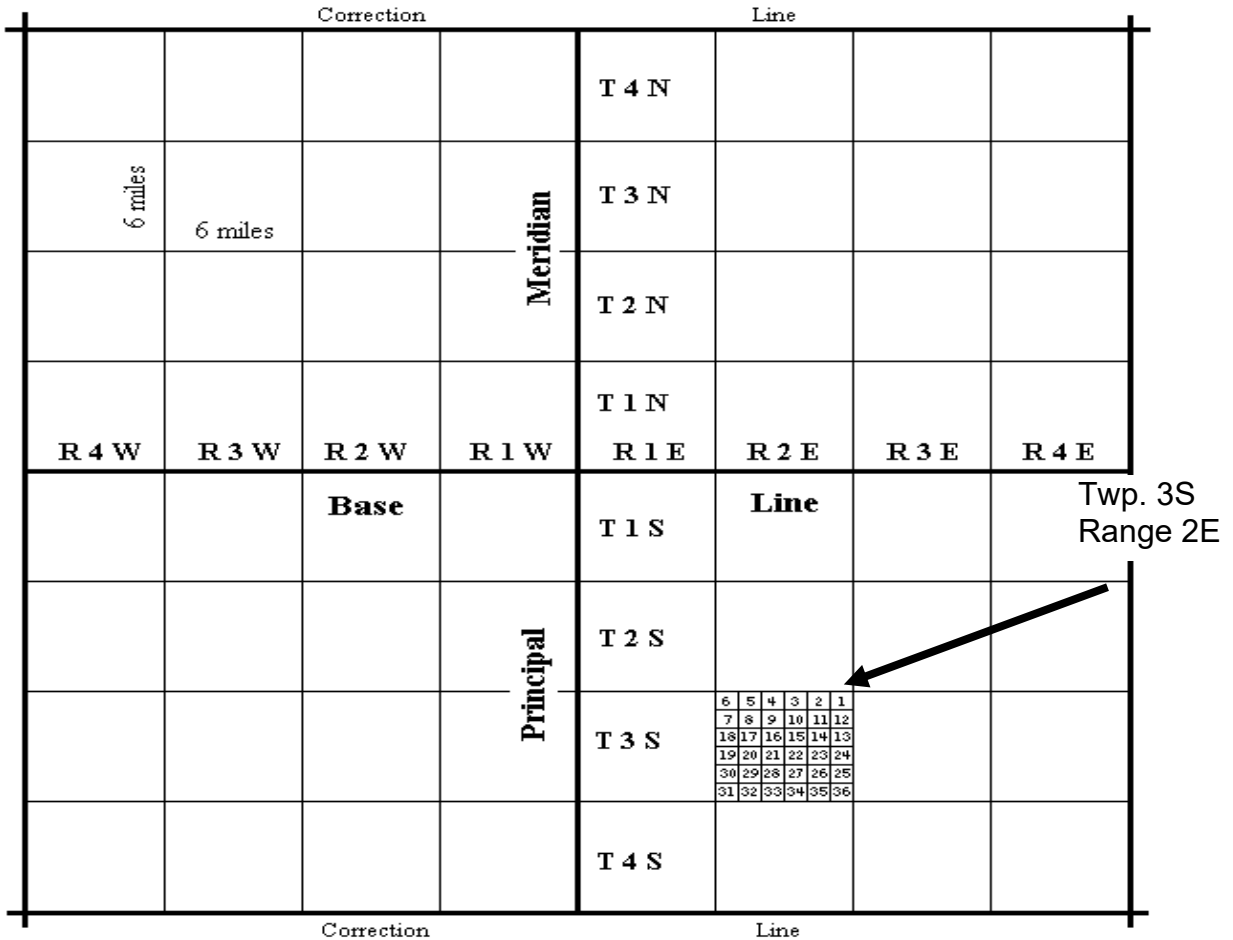 Correction Line
T 4 N
6 miles
6 miles
Meridian
T 3 N
T 2 N
T 1 N
R 4 W R 3 W R 2 W R 1 W R 1 E R 2 E R 3 E R 4 E
Base Line
Twp. 3S
Range 2E
T 1 S
Principal
T 2 S
T 3 S
6 5 4 3 2 1
7 8 9 10 11 12
18 17 16 15 14 13
19 20 21 22 23 24
30 29 28 27 26 25
31 32 33 34 35 36
T 4 S
Correction Line